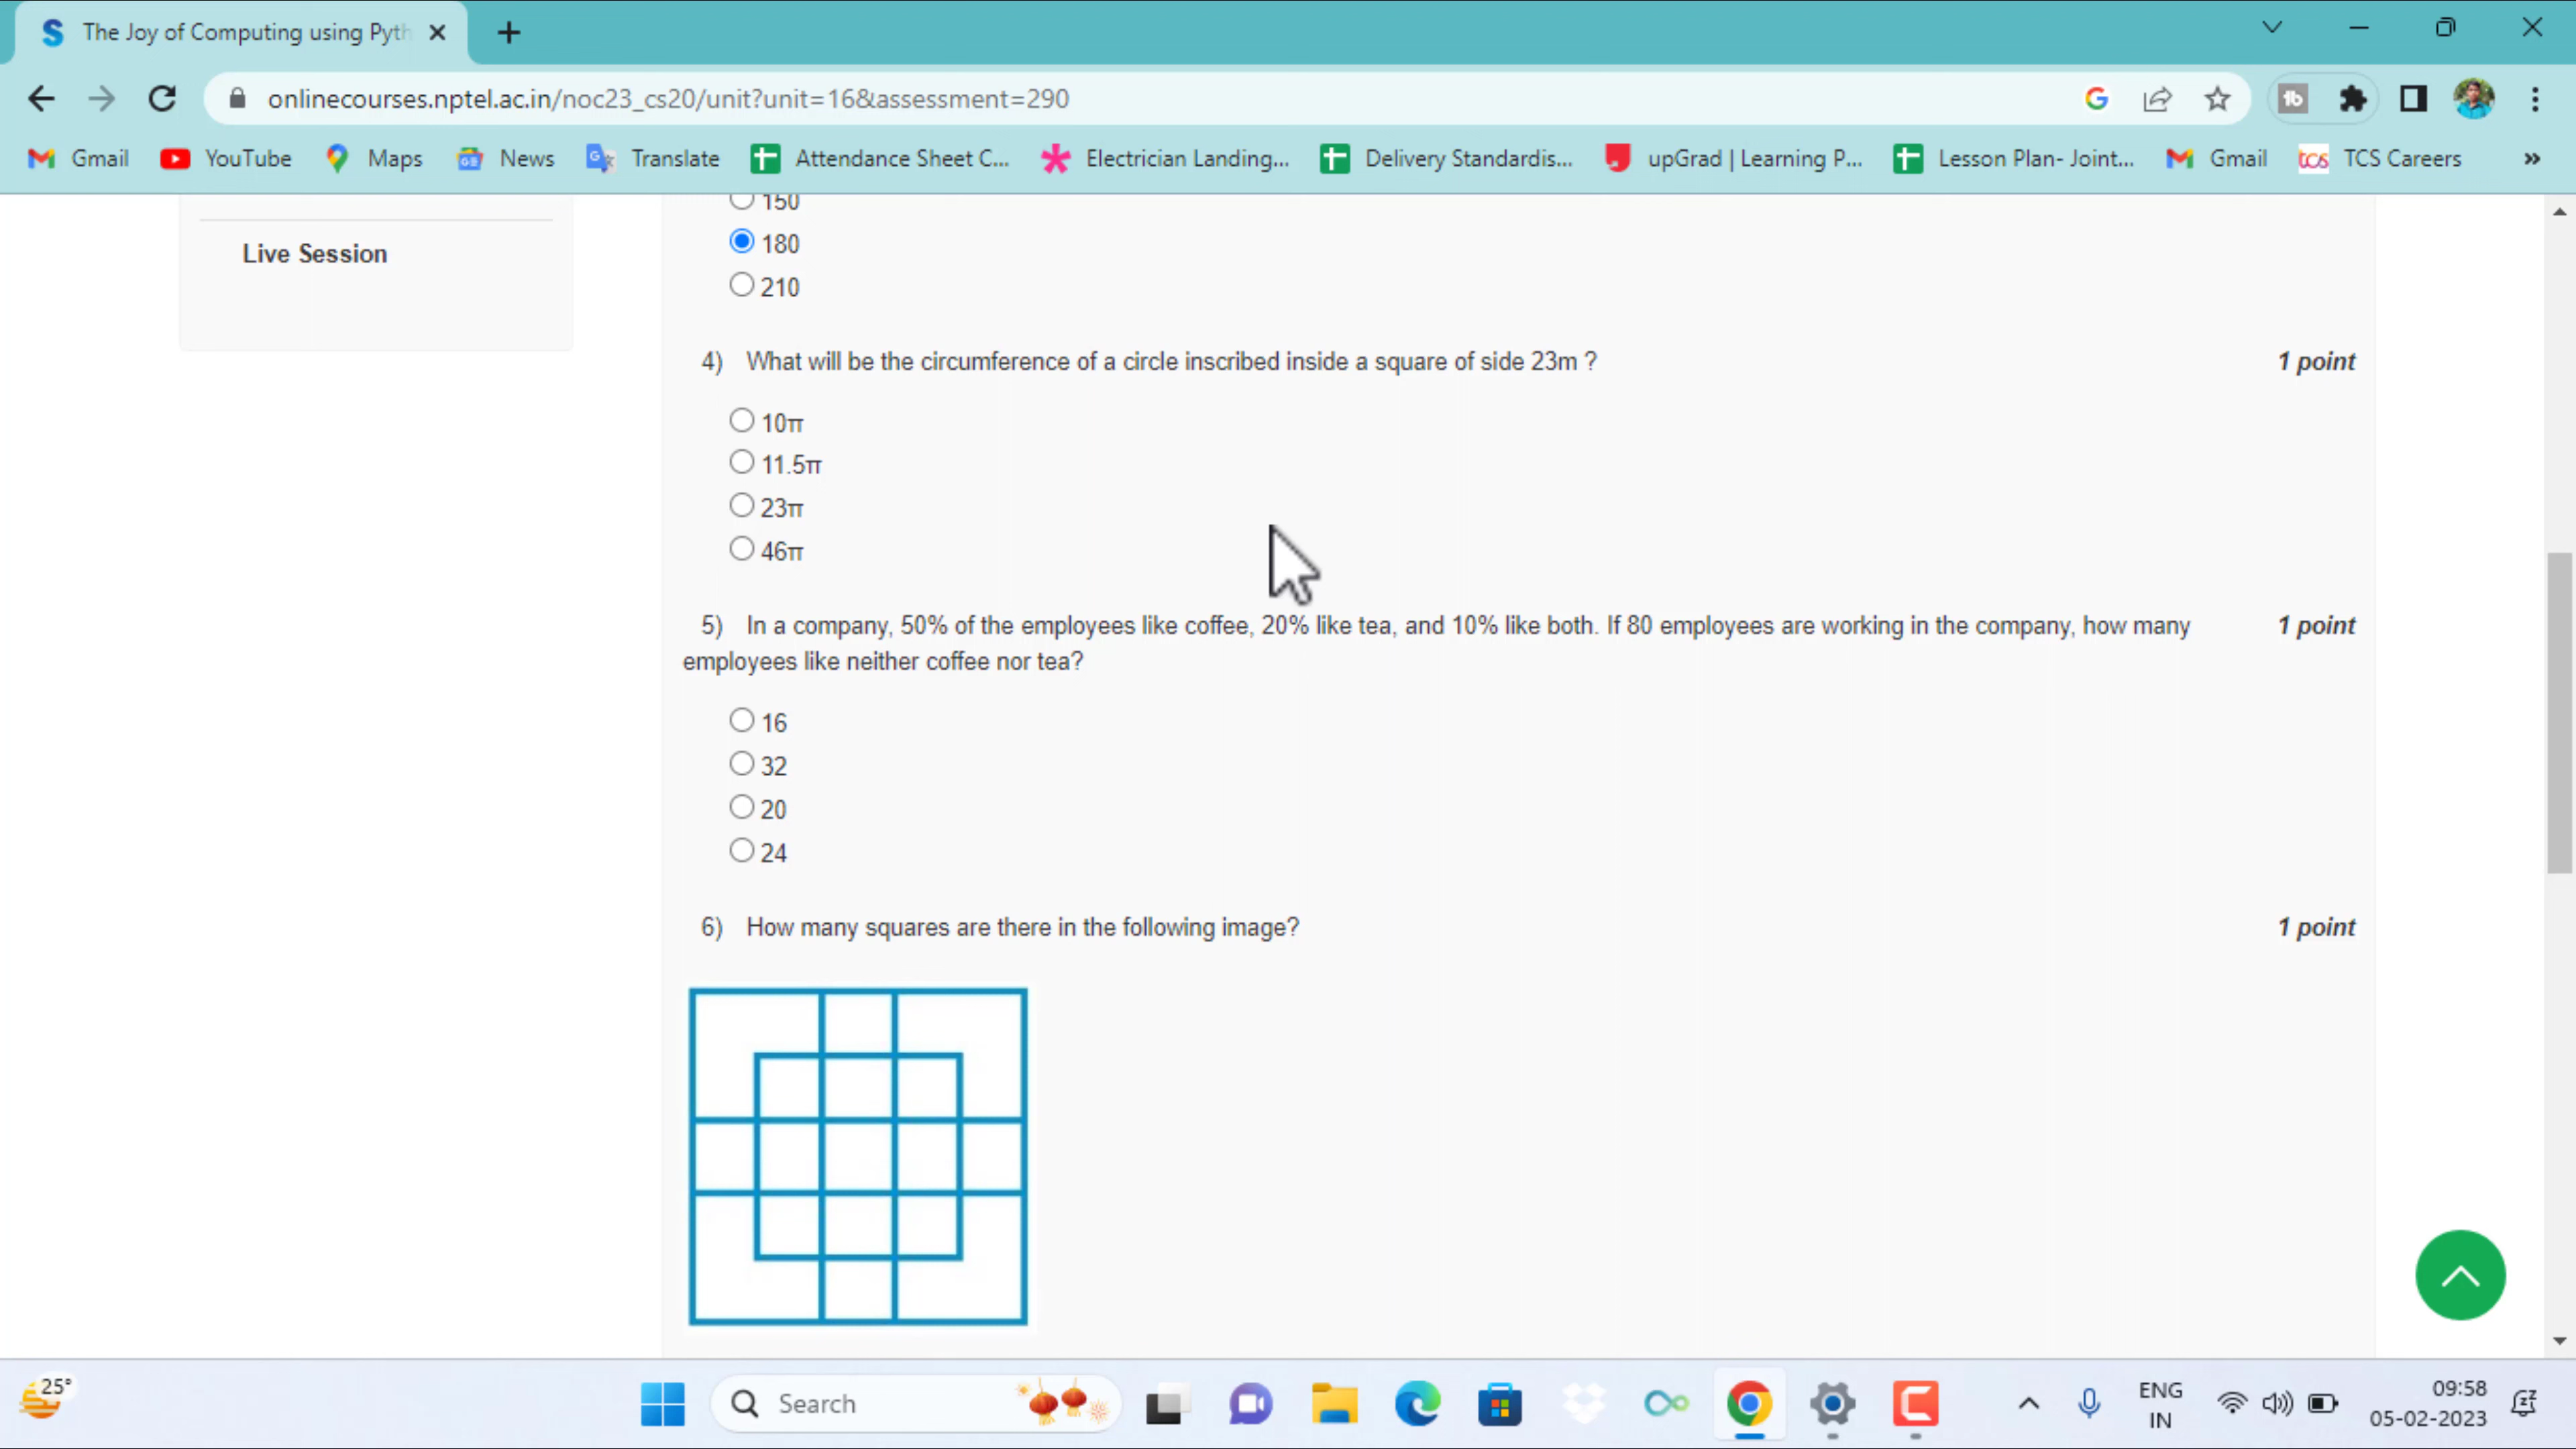 The Joy of Computing using Pyth
onlinecourses.nptel.ac.in/noc23_cs20/unit?unit=16&assessment=290
Gmail YouTube Maps News Translate Attendance Sheet C... Electrician Landing... Delivery Standardis... upGrad | Learning P... Lesson Plan- Joint... Gmail tcs TCS Careers »
Live Session
150
180
210
4) What will be the circumference of a circle inscribed inside a square of side 23m ? 1 point
10π
11.5π
23π
46π
5) In a company, 50% of the employees like coffee, 20% like tea, and 10% like both. If 80 employees are working in the company, how many 1 point
employees like neither coffee nor tea?
16
32
20
24
6) How many squares are there in the following image? 1 point
25°
Search
ENG
IN
09:58
05-02-2023